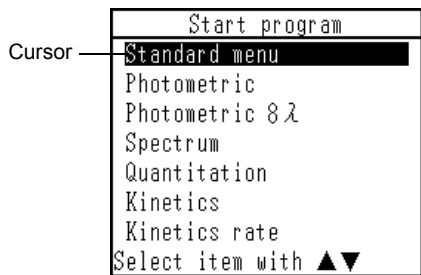 Start program
Cursor
Standard menu
Photometric
Photometric 8λ
Spectrum
Quantitation
Kinetics
Kinetics rate
Select item with ▲▼